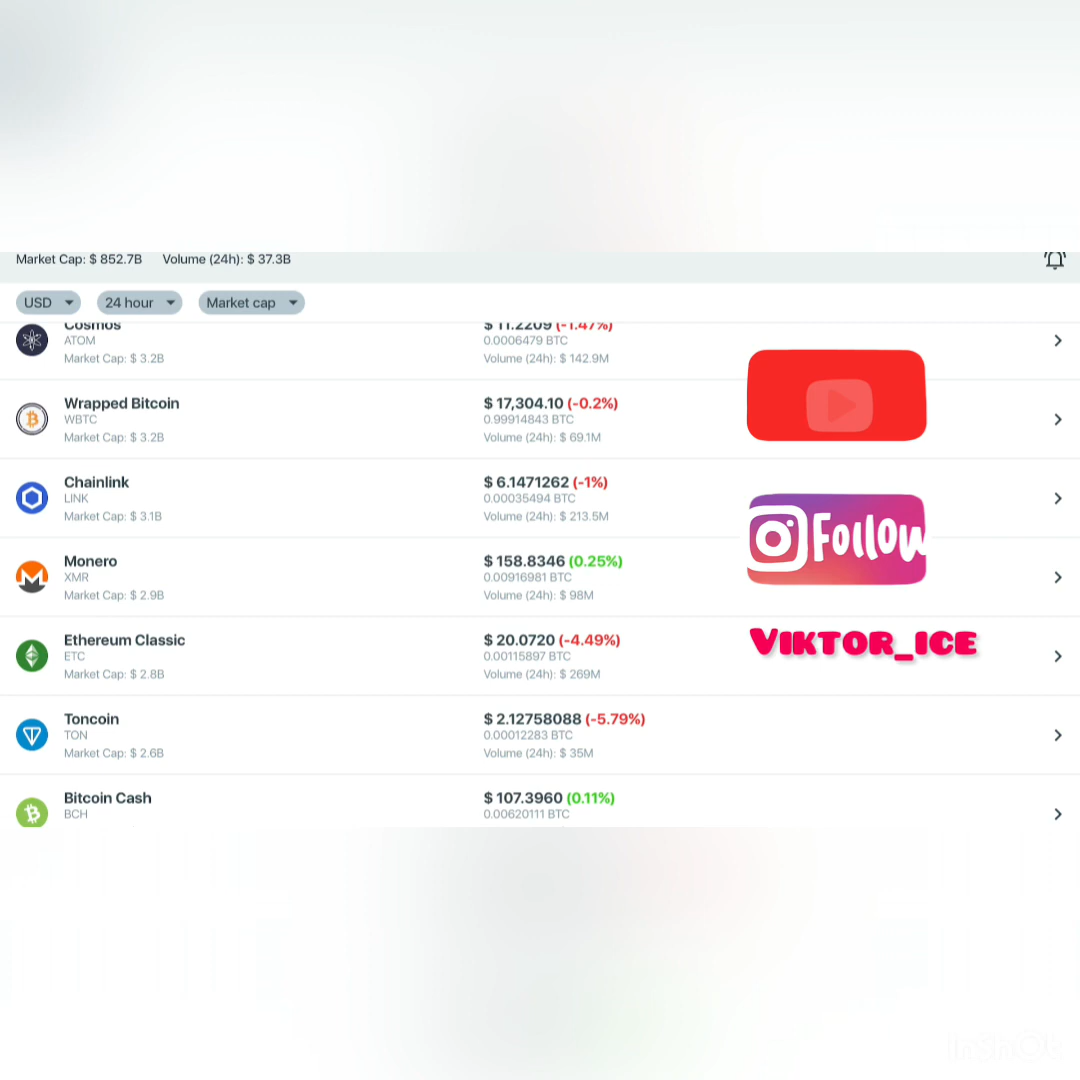 Market Cap: $ 852.7B Volume (24h): $ 37.3B
USD 24 hour Market cap
Cosmos $ 11.2209 (-1.47%)
ATOM 0.0006479 BTC
Market Cap: $ 3.2B Volume (24h): $ 142.9M
Wrapped Bitcoin $ 17,304.10 (-0.2%)
WBTC 0.99914843 BTC
Market Cap: $ 3.2B Volume (24h): $ 69.1M
Chainlink $ 6.1471262 (-1%)
LINK 0.00035494 BTC
Market Cap: $ 3.1B Volume (24h): $ 213.5M
Follow
Monero $ 158.8346 (0.25%)
XMR 0.00916981 BTC
Market Cap: $ 2.9B Volume (24h): $ 98M
Ethereum Classic $ 20.0720 (-4.49%)
Viktor_ice
ETC 0.00115897 BTC
Market Cap: $ 2.8B Volume (24h): $ 269M
Toncoin $ 2.12758088 (-5.79%)
TON 0.00012283 BTC
Market Cap: $ 2.6B Volume (24h): $ 35M
Bitcoin Cash $ 107.3960 (0.11%)
BCH 0.00620111 BTC
InShOt